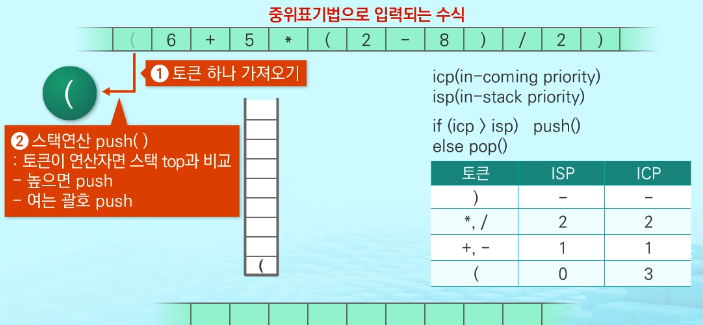 중위표기법으로 입력되는 수식
( 6 + 5 * ( 2 - 8 ) / 2 )
❶ 토큰 하나 가져오기
(
❷ 스택연산 push( )
: 토큰이 연산자면 스택 top과 비교
- 높으면 push
- 여는 괄호 push
(
icp(in-coming priority)
isp(in-stack priority)
if (icp 〉 isp) push()
else pop()
토큰 ISP ICP
) - -
*, / 2 2
+, - 1 1
( 0 3